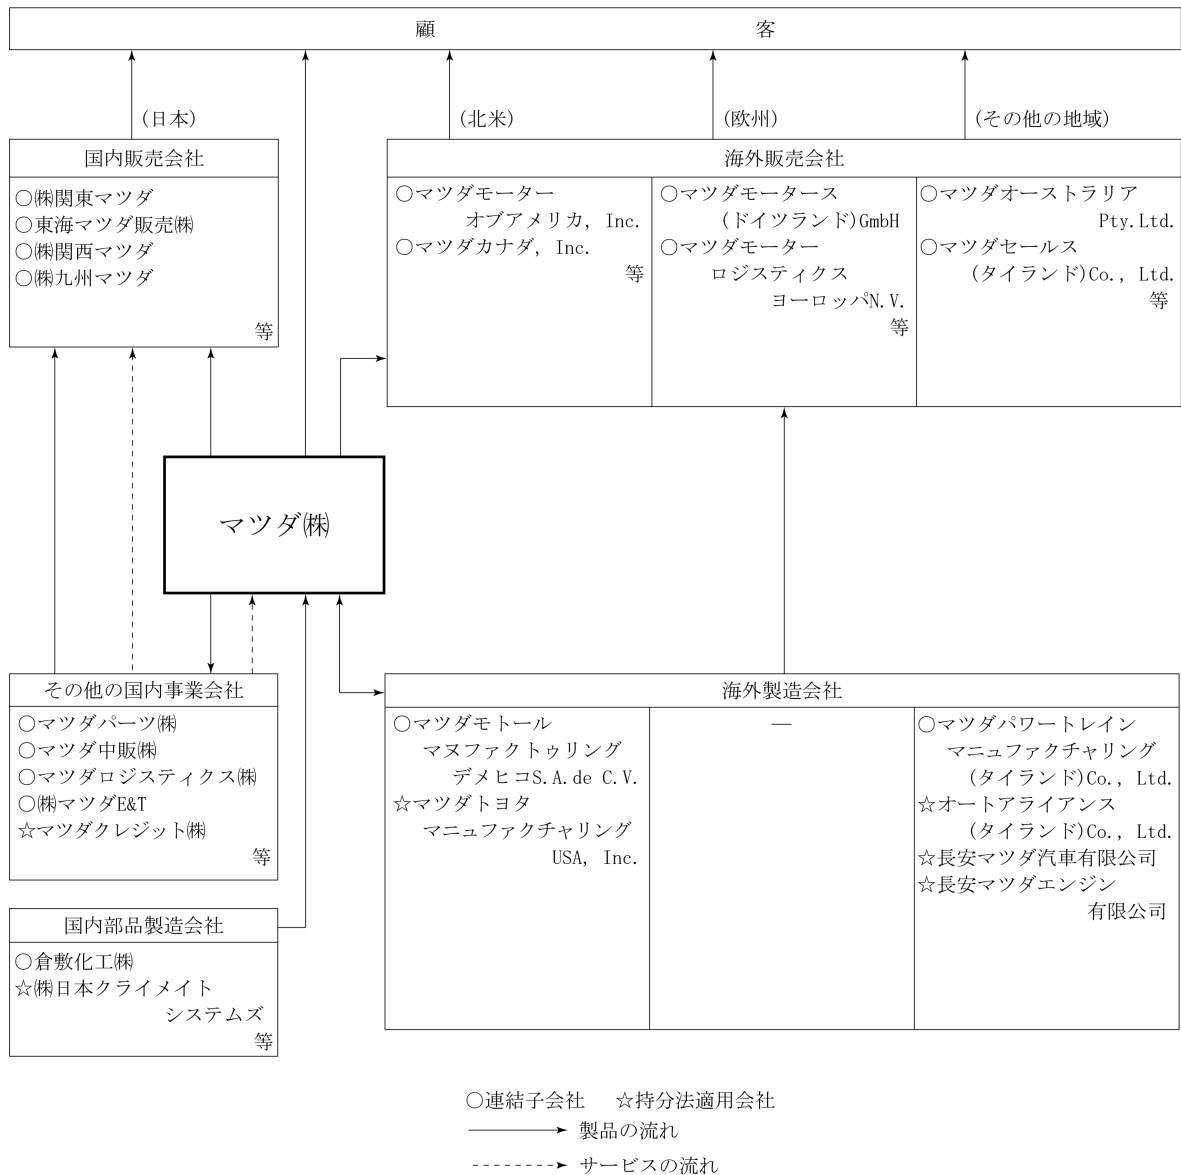 顧客
(日本)
(北米)
(欧州)
(その他の地域)
国内販売会社
○㈱関東マツダ
○東海マツダ販売㈱
○㈱関西マツダ
○㈱九州マツダ
等
海外販売会社
○マツダモーター
オブアメリカ, Inc.
○マツダカナダ, Inc.
等
○マツダモータース
(ドイツランド)GmbH
○マツダモーター
ロジスティクス
ヨーロッパN.V.
等
○マツダオーストラリア
Pty.Ltd.
○マツダセールス
(タイランド)Co., Ltd.
等
マツダ㈱
その他の国内事業会社
○マツダパーツ㈱
○マツダ中販㈱
○マツダロジスティクス㈱
○㈱マツダE&T
☆マツダクレジット㈱
等
国内部品製造会社
○倉敷化工㈱
☆㈱日本クライメイト
システムズ
等
海外製造会社
○マツダモトール
マヌファクトゥリング
デメヒコS.A.de C.V.
☆マツダトヨタ
マニュファクチャリング
USA, Inc.
―
○マツダパワートレイン
マニュファクチャリング
(タイランド)Co., Ltd.
☆オートアライアンス
(タイランド)Co., Ltd.
☆長安マツダ汽車有限公司
☆長安マツダエンジン
有限公司
○連結子会社 ☆持分法適用会社
製品の流れ
サービスの流れ